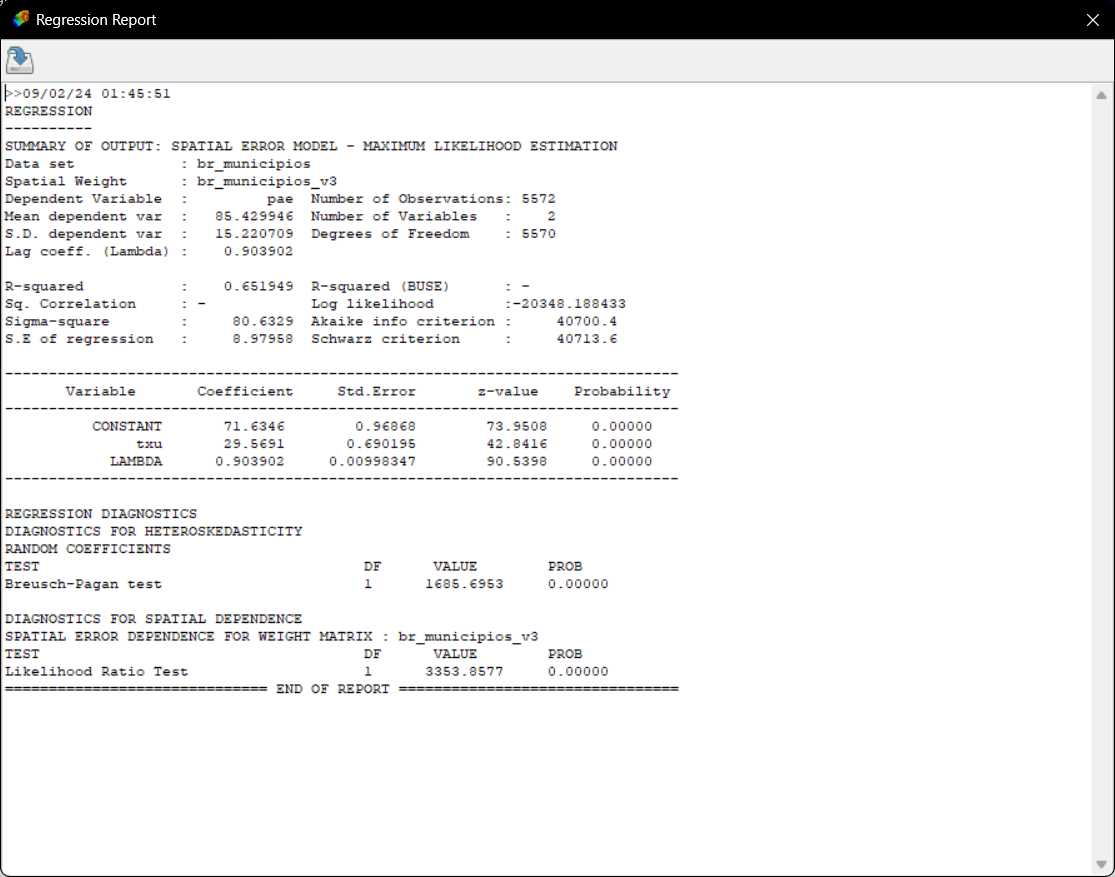 Regression Report
>>09/02/24 01:45:51
REGRESSION
----------
SUMMARY OF OUTPUT: SPATIAL ERROR MODEL - MAXIMUM LIKELIHOOD ESTIMATION
Data set            : br_municipios
Spatial Weight      : br_municipios_v3
Dependent Variable  :         pae  Number of Observations: 5572
Mean dependent var  :   85.429946  Number of Variables   :    2
S.D. dependent var  :   15.220709  Degrees of Freedom    : 5570
Lag coeff. (Lambda) :    0.903902
R-squared           :    0.651949  R-squared (BUSE)      : -
Sq. Correlation     : -            Log likelihood        :-20348.188433
Sigma-square        :     80.6329  Akaike info criterion :     40700.4
S.E of regression   :     8.97958  Schwarz criterion     :     40713.6
-----------------------------------------------------------------------------
       Variable       Coefficient     Std.Error       z-value    Probability
-----------------------------------------------------------------------------
          CONSTANT       71.6346        0.96868        73.9508     0.00000
               txu       29.5691       0.690195        42.8416     0.00000
            LAMBDA      0.903902     0.00998347        90.5398     0.00000
-----------------------------------------------------------------------------
REGRESSION DIAGNOSTICS
DIAGNOSTICS FOR HETEROSKEDASTICITY
RANDOM COEFFICIENTS
TEST                                     DF      VALUE        PROB
Breusch-Pagan test                       1      1685.6953     0.00000
DIAGNOSTICS FOR SPATIAL DEPENDENCE
SPATIAL ERROR DEPENDENCE FOR WEIGHT MATRIX : br_municipios_v3
TEST                                     DF      VALUE        PROB
Likelihood Ratio Test                    1      3353.8577     0.00000
============================== END OF REPORT ================================